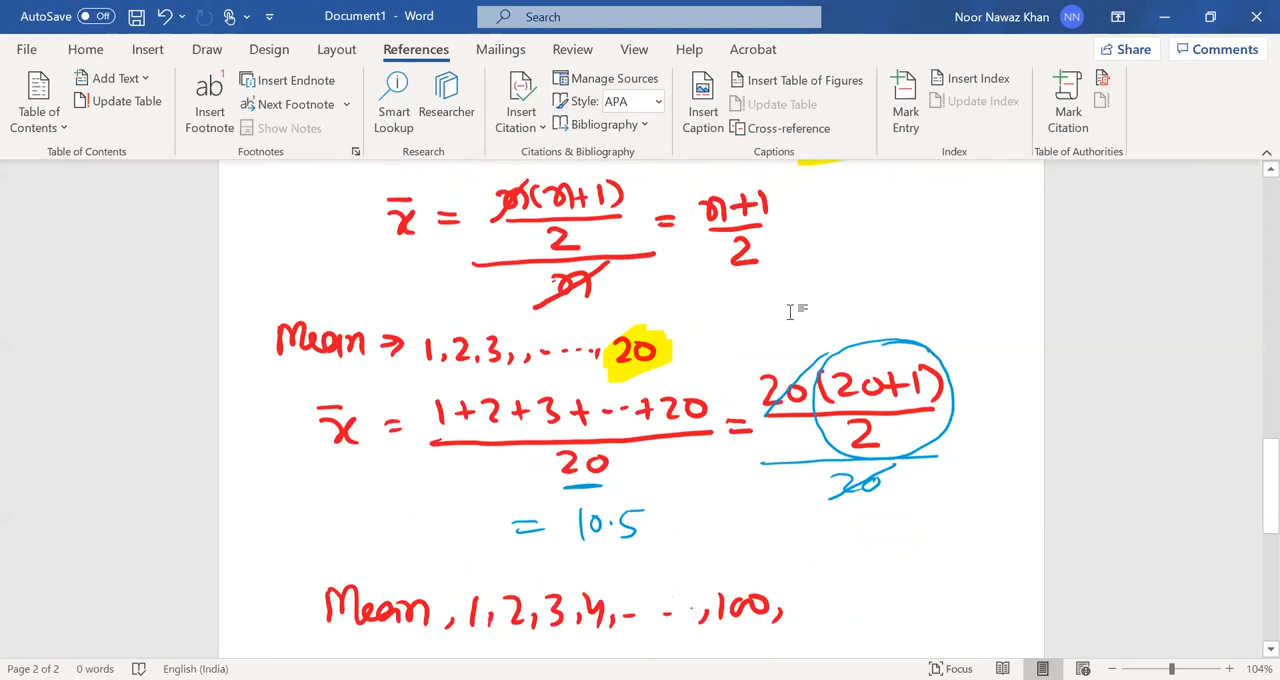 AutoSave Off Document1 - Word Search Noor Nawaz Khan NN
File Home Insert Draw Design Layout References Mailings Review View Help Acrobat Share Comments
Table of Contents
Add Text
Update Table
Table of Contents
ab1
Insert Footnote
Insert Endnote
Next Footnote
Show Notes
Footnotes
Smart Lookup
Researcher
Research
Insert Citation
Manage Sources
Style: APA
Bibliography
Citations & Bibliography
Insert Caption
Insert Table of Figures
Update Table
Cross-reference
Captions
Mark Entry
Insert Index
Update Index
Index
Mark Citation
Table of Authorities
x̄ = (n(n+1)/2)/n = (n+1)/2
Mean → 1, 2, 3, , ....., 20
x̄ = (1+2+3+...+20)/20 = (20(20+1)/2)/20
= 10.5
Mean, 1, 2, 3, 4, - . . ., 100,
Page 2 of 2 0 words English (India) Focus 104%